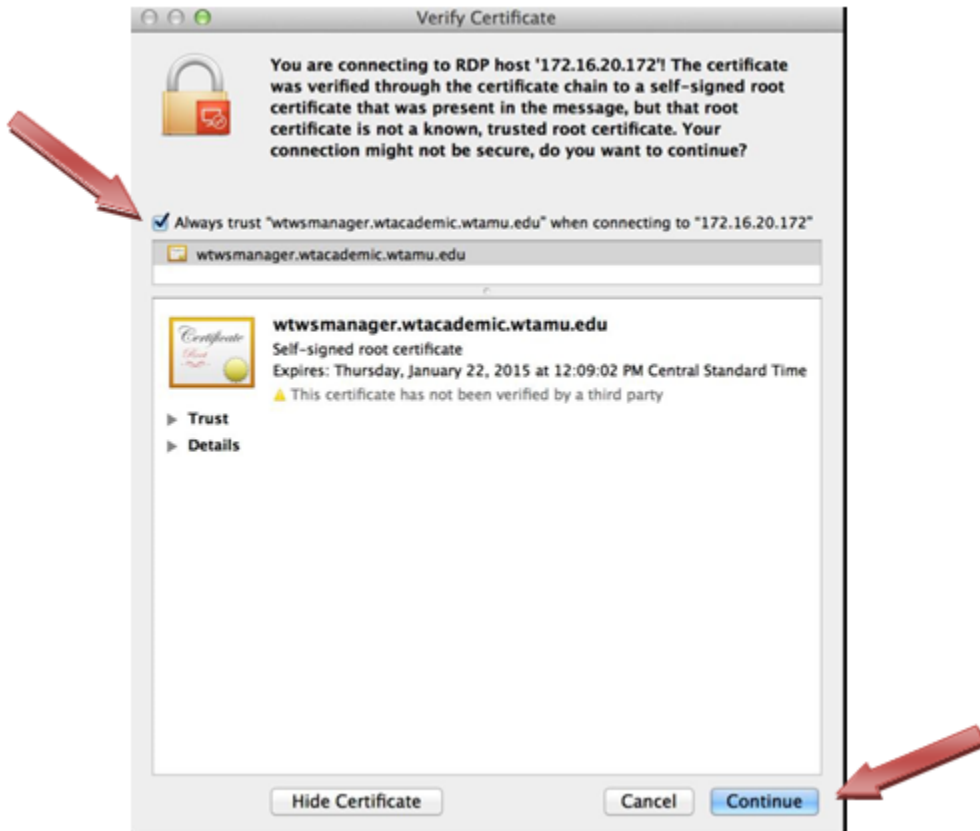 Verify Certificate
You are connecting to RDP host '172.16.20.172'! The certificate
was verified through the certificate chain to a self-signed root
certificate that was present in the message, but that root
certificate is not a known, trusted root certificate. Your
connection might not be secure, do you want to continue?
Always trust "wtwsmanager.wtacademic.wtamu.edu" when connecting to "172.16.20.172"
wtwsmanager.wtacademic.wtamu.edu
Certificate
Root
wtwsmanager.wtacademic.wtamu.edu
Self-signed root certificate
Expires: Thursday, January 22, 2015 at 12:09:02 PM Central Standard Time
This certificate has not been verified by a third party
Trust
Details
Hide Certificate
Cancel
Continue